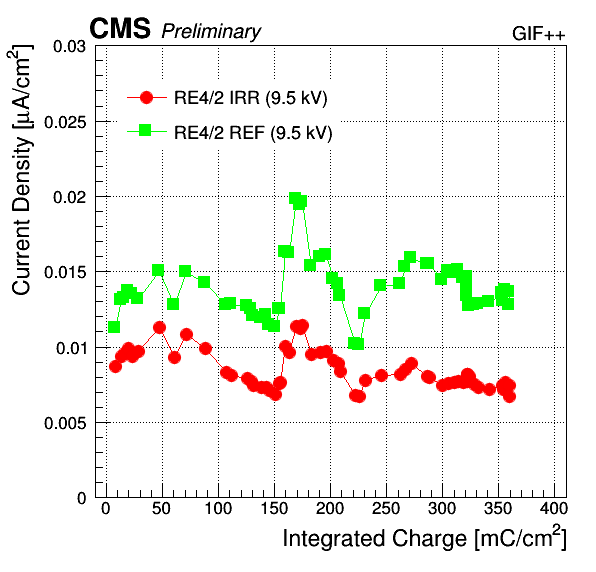 CMS Preliminary GIF++
0.03
0.025
0.02
0.015
0.01
0.005
0
Current Density [μA/cm²]
RE4/2 IRR (9.5 kV)
RE4/2 REF (9.5 kV)
0 50 100 150 200 250 300 350 400
Integrated Charge [mC/cm²]